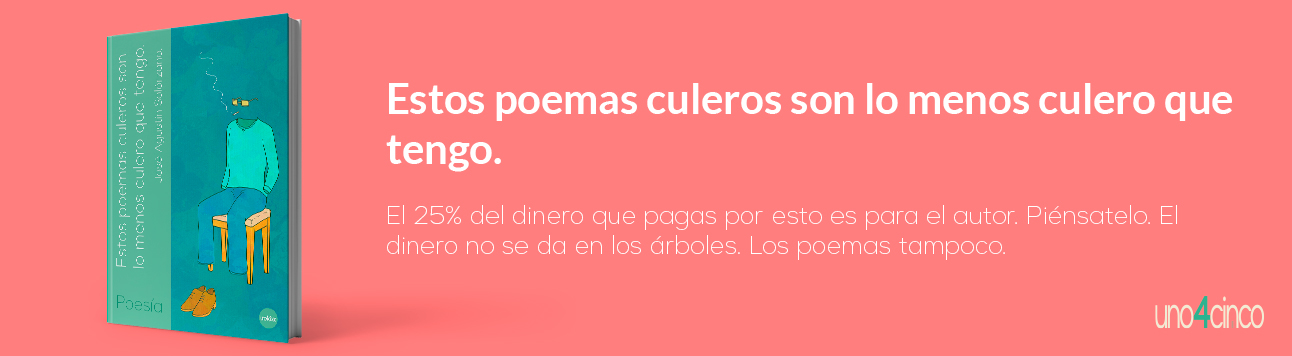 Estos poemas culeros son
lo menos culero que tengo.
José Agustín Solórzano.
Poesía
Estos poemas culeros son lo menos culero que
tengo.
El 25% del dinero que pagas por esto es para el autor. Piénsatelo. El
dinero no se da en los árboles. Los poemas tampoco.
uno4cinco